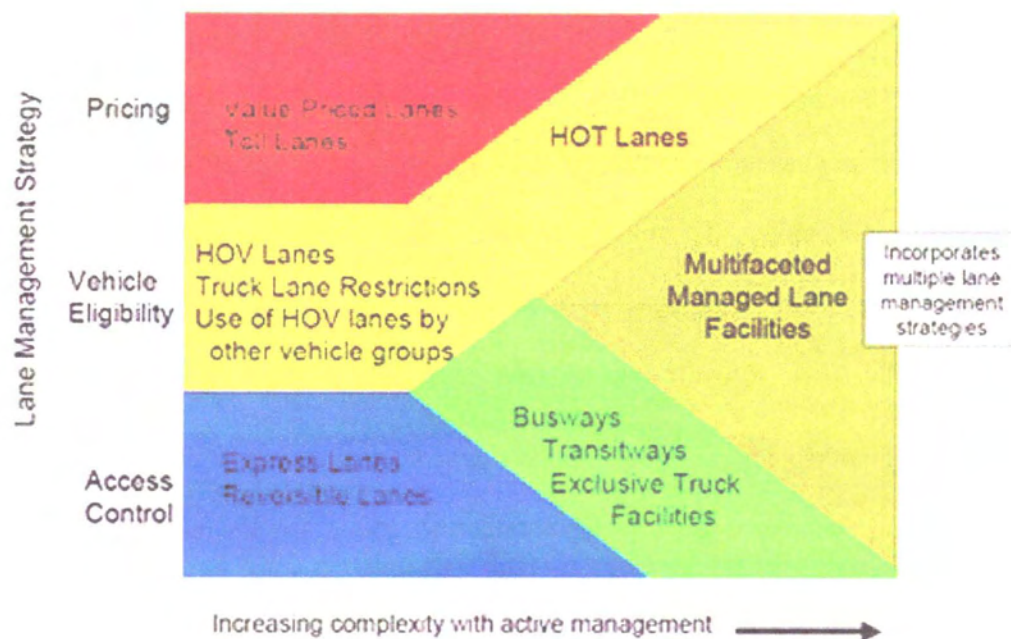 Lane Management Strategy
Pricing
Value Priced Lanes
Toll Lanes
HOT Lanes
Vehicle
Eligibility
HOV Lanes
Truck Lane Restrictions
Use of HOV lanes by
other vehicle groups
Multifaceted
Managed Lane
Facilities
Incorporates
multiple lane
management
strategies
Access
Control
Express Lanes
Reversible Lanes
Busways
Transitways
Exclusive Truck
Facilities
Increasing complexity with active management